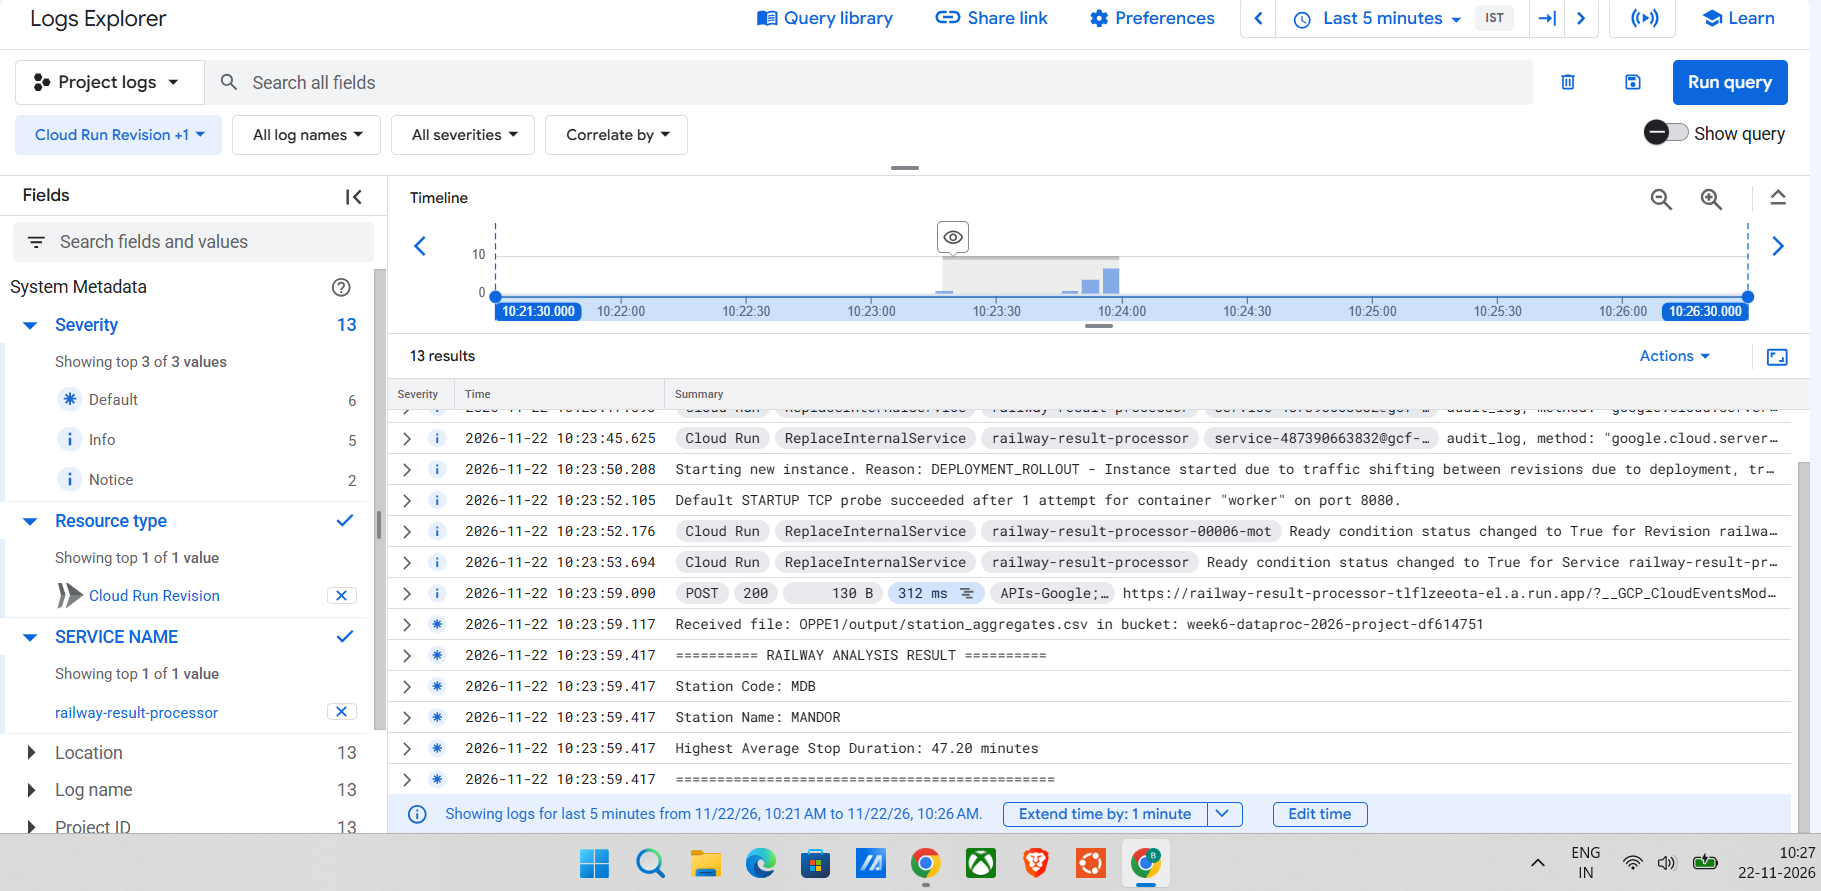 Logs Explorer
Query library
Share link
Preferences
Last 5 minutes
IST
Learn
Project logs
Search all fields
Run query
Cloud Run Revision +1
All log names
All severities
Correlate by
Show query
Fields
Search fields and values
System Metadata
Severity 13
Showing top 3 of 3 values
Default 6
Info 5
Notice 2
Resource type
Showing top 1 of 1 value
Cloud Run Revision
SERVICE NAME
Showing top 1 of 1 value
railway-result-processor
Location 13
Log name 13
Project ID 13
Timeline
10
0
10:21:30.000 10:22:00 10:22:30 10:23:00 10:23:30 10:24:00 10:24:30 10:25:00 10:25:30 10:26:00 10:26:30.000
13 results
Actions
Severity Time Summary
2026-11-22 10:23:45.625 Cloud Run ReplaceInternalService railway-result-processor service-487390663832@gcf-… audit_log, method: "google.cloud.server…
2026-11-22 10:23:50.208 Starting new instance. Reason: DEPLOYMENT_ROLLOUT - Instance started due to traffic shifting between revisions due to deployment, tr…
2026-11-22 10:23:52.105 Default STARTUP TCP probe succeeded after 1 attempt for container "worker" on port 8080.
2026-11-22 10:23:52.176 Cloud Run ReplaceInternalService railway-result-processor-00006-mot Ready condition status changed to True for Revision railwa…
2026-11-22 10:23:53.694 Cloud Run ReplaceInternalService railway-result-processor Ready condition status changed to True for Service railway-result-pr…
2026-11-22 10:23:59.090 POST 200 130 B 312 ms APIs-Google;… https://railway-result-processor-tlflzeeota-el.a.run.app/?__GCP_CloudEventsMod…
2026-11-22 10:23:59.117 Received file: OPPE1/output/station_aggregates.csv in bucket: week6-dataproc-2026-project-df614751
2026-11-22 10:23:59.417 ========== RAILWAY ANALYSIS RESULT ==========
2026-11-22 10:23:59.417 Station Code: MDB
2026-11-22 10:23:59.417 Station Name: MANDOR
2026-11-22 10:23:59.417 Highest Average Stop Duration: 47.20 minutes
2026-11-22 10:23:59.417 ==============================================
Showing logs for last 5 minutes from 11/22/26, 10:21 AM to 11/22/26, 10:26 AM.
Extend time by: 1 minute
Edit time
ENG
IN
10:27
22-11-2026